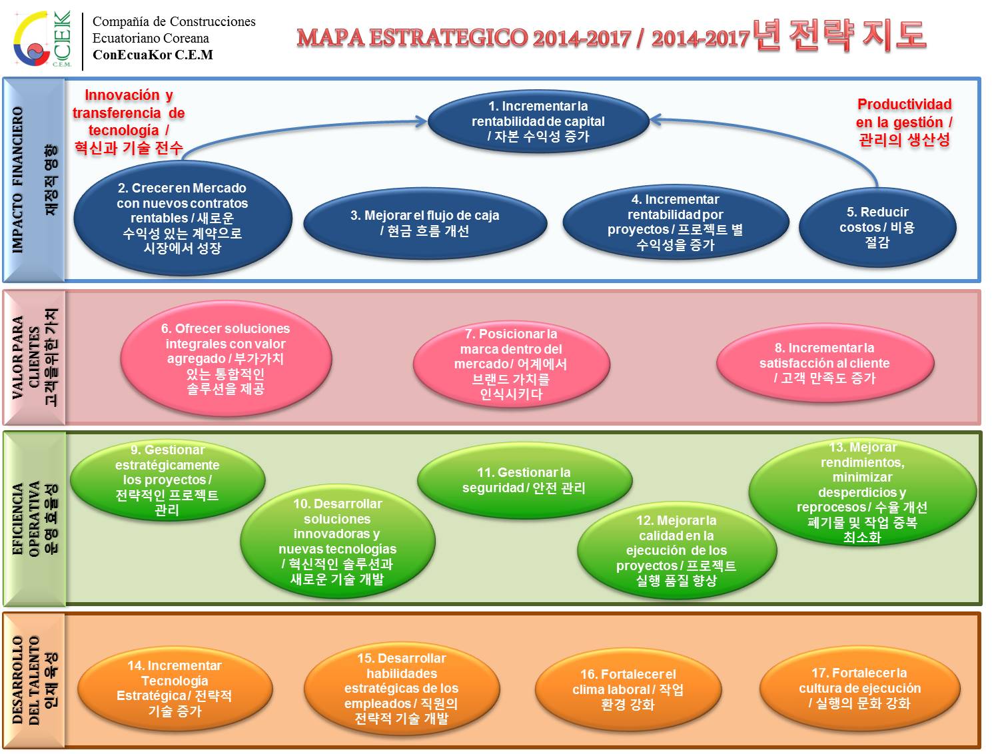 CEK
C.E.M.
Compañía de Construcciones
Ecuatoriano Coreana
ConEcuaKor C.E.M
MAPA ESTRATEGICO 2014-2017 / 2014-2017년 전략 지도
IMPACTO FINANCIERO
재정적 영향
Innovación y
transferencia de
tecnología /
혁신과 기술 전수
1. Incrementar la
rentabilidad de capital
/ 자본 수익성 증가
Productividad
en la gestión /
관리의 생산성
2. Crecer en Mercado
con nuevos contratos
rentables / 새로운
수익성 있는 계약으로
시장에서 성장
3. Mejorar el flujo de caja
/ 현금 흐름 개선
4. Incrementar
rentabilidad por
proyectos / 프로젝트 별
수익성을 증가
5. Reducir
costos / 비용
절감
VALOR PARA
CLIENTES
고객을위한 가치
6. Ofrecer soluciones
integrales con valor
agregado / 부가가치
있는 통합적인
솔루션을 제공
7. Posicionar la
marca dentro del
mercado / 어계에서
브랜드 가치를
인식시키다
8. Incrementar la
satisfacción al cliente
/ 고객 만족도 증가
EFICIENCIA
OPERATIVA
운영 효율성
9. Gestionar
estratégicamente
los proyectos /
전략적인 프로젝트
관리
10. Desarrollar
soluciones
innovadoras y
nuevas tecnologías
/ 혁신적인 솔루션과
새로운 기술 개발
11. Gestionar la
seguridad / 안전 관리
12. Mejorar la
calidad en la
ejecución de los
proyectos / 프로젝트
실행 품질 향상
13. Mejorar
rendimientos,
minimizar
desperdicios y
reprocesos / 수율 개선
폐기물 및 작업 중복
최소화
DESARROLLO
DEL TALENTO
인재 육성
14. Incrementar
Tecnología
Estratégica / 전략적
기술 증가
15. Desarrollar
habilidades
estratégicas de los
empleados / 직원의
전략적 기술 개발
16. Fortalecer el
clima laboral / 작업
환경 강화
17. Fortalecer la
cultura de ejecución
/ 실행의 문화 강화